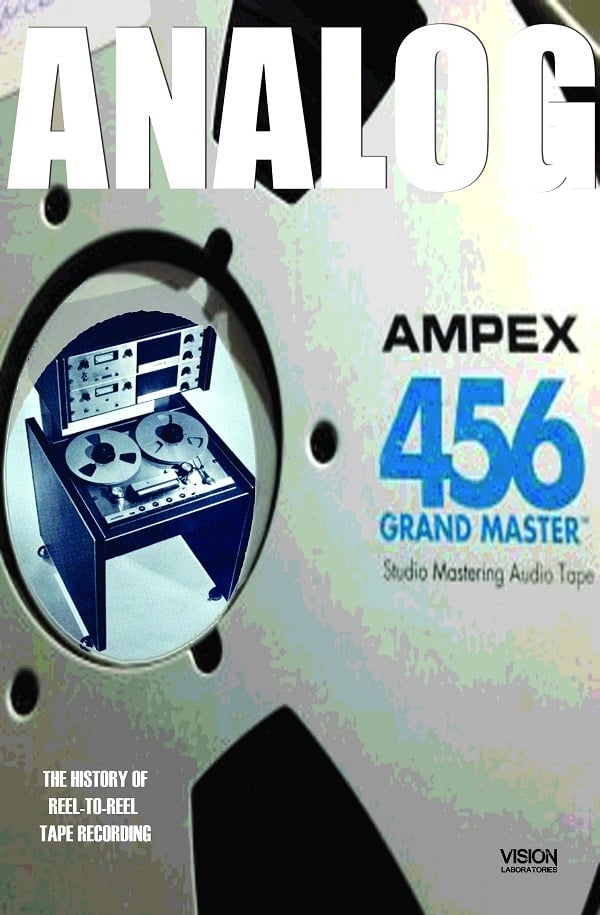 ANALOG
AMPEX
456
GRAND MASTER™
Studio Mastering Audio Tape
THE HISTORY OF
REEL-TO-REEL
TAPE RECORDING
VISION
LABORATORIES